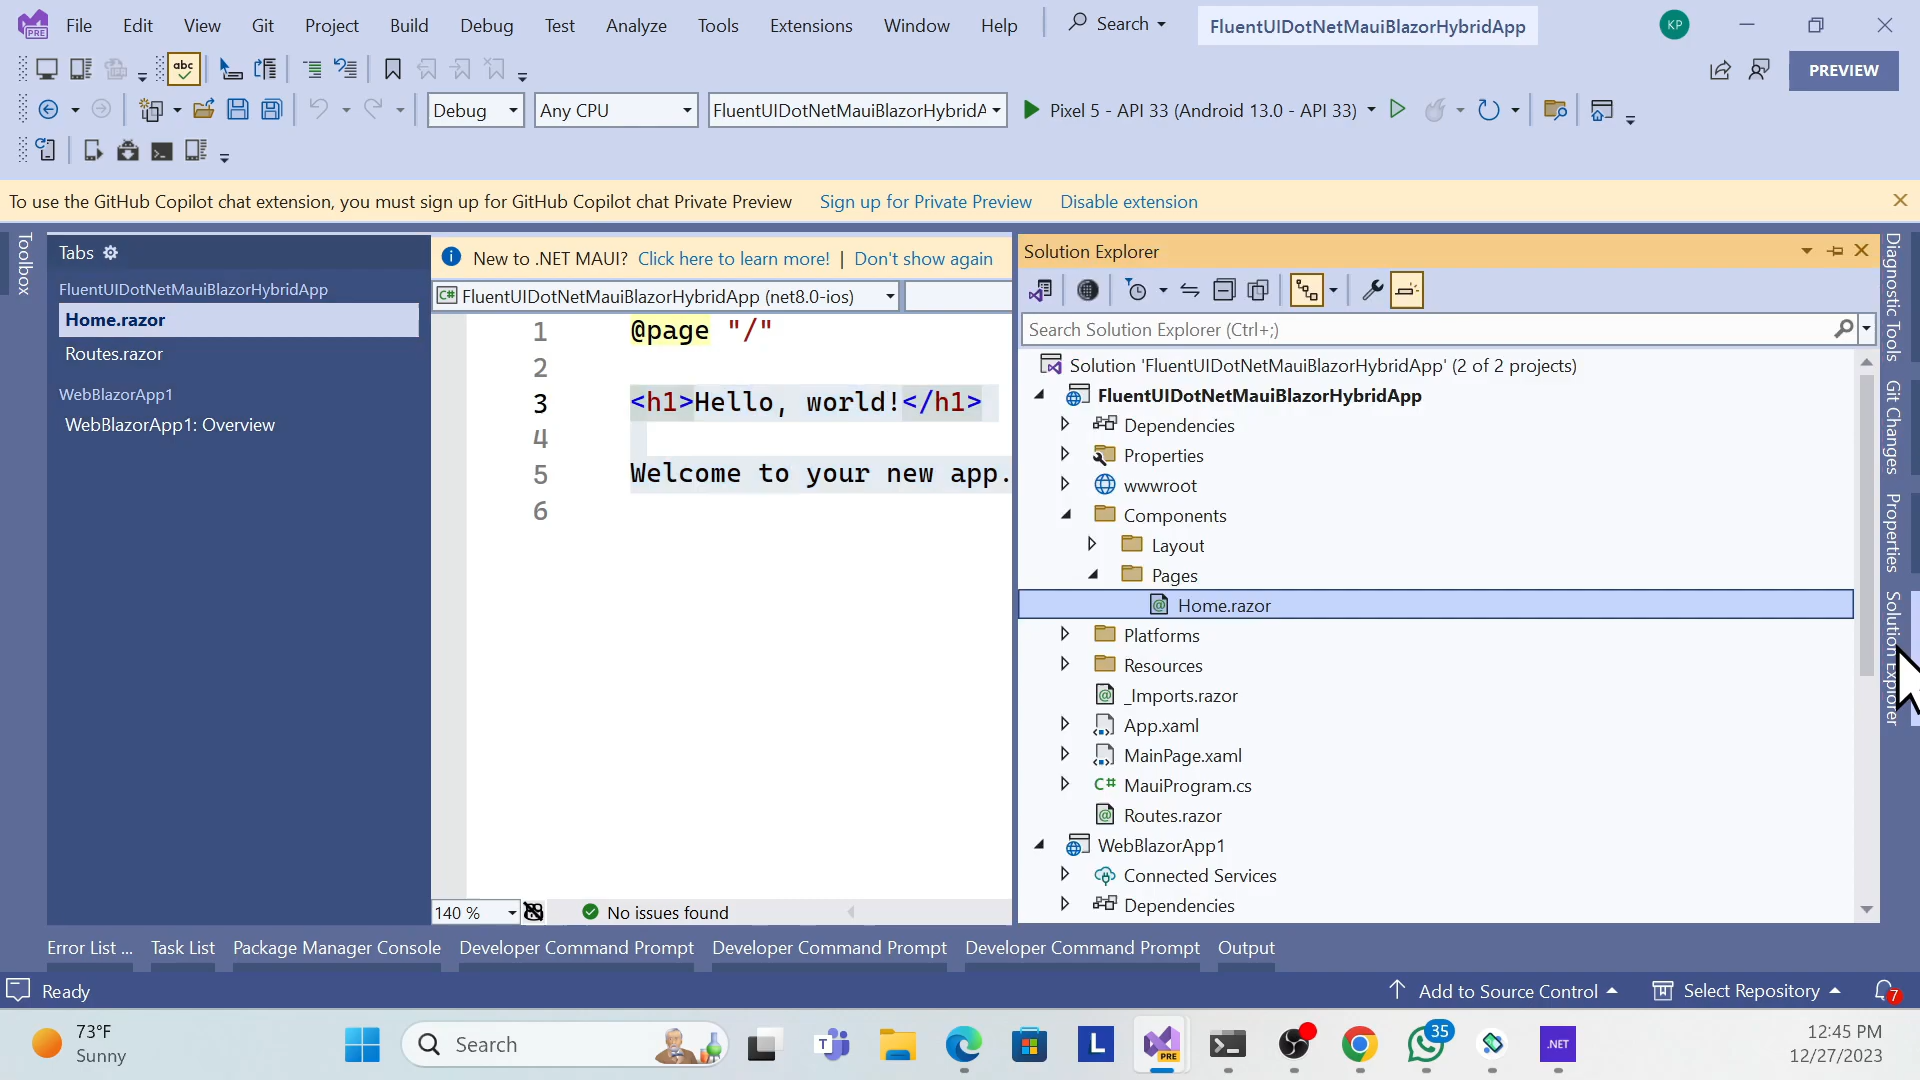 File Edit View Git Project Build Debug Test Analyze Tools Extensions Window Help Search FluentUIDotNetMauiBlazorHybridApp KP
PRE
abc
PREVIEW
Debug Any CPU FluentUIDotNetMauiBlazorHybridA Pixel 5 - API 33 (Android 13.0 - API 33)
To use the GitHub Copilot chat extension, you must sign up for GitHub Copilot chat Private Preview Sign up for Private Preview Disable extension
Toolbox
Tabs
FluentUIDotNetMauiBlazorHybridApp
Home.razor
Routes.razor
WebBlazorApp1
WebBlazorApp1: Overview
New to .NET MAUI? Click here to learn more! | Don't show again
C# FluentUIDotNetMauiBlazorHybridApp (net8.0-ios)
1 @page "/"
2
3 <h1>Hello, world!</h1>
4
5 Welcome to your new app.
6
140 % No issues found
Solution Explorer
Search Solution Explorer (Ctrl+;)
Solution 'FluentUIDotNetMauiBlazorHybridApp' (2 of 2 projects)
FluentUIDotNetMauiBlazorHybridApp
Dependencies
Properties
wwwroot
Components
Layout
Pages
Home.razor
Platforms
Resources
_Imports.razor
App.xaml
MainPage.xaml
C# MauiProgram.cs
Routes.razor
WebBlazorApp1
Connected Services
Dependencies
Diagnostic Tools
Git Changes
Properties
Solution Explorer
Error List ... Task List Package Manager Console Developer Command Prompt Developer Command Prompt Developer Command Prompt Output
Ready Add to Source Control Select Repository 7
73°F
Sunny
Search
T
L
PRE
35
.NET
12:45 PM
12/27/2023